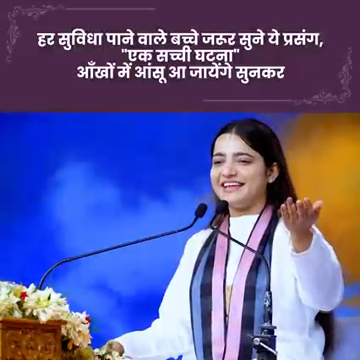 हर सुविधा पाने वाले बच्चे जरूर सुने ये प्रसंग,
"एक सच्ची घटना"
आँखों में आंसू आ जायेंगे सुनकर